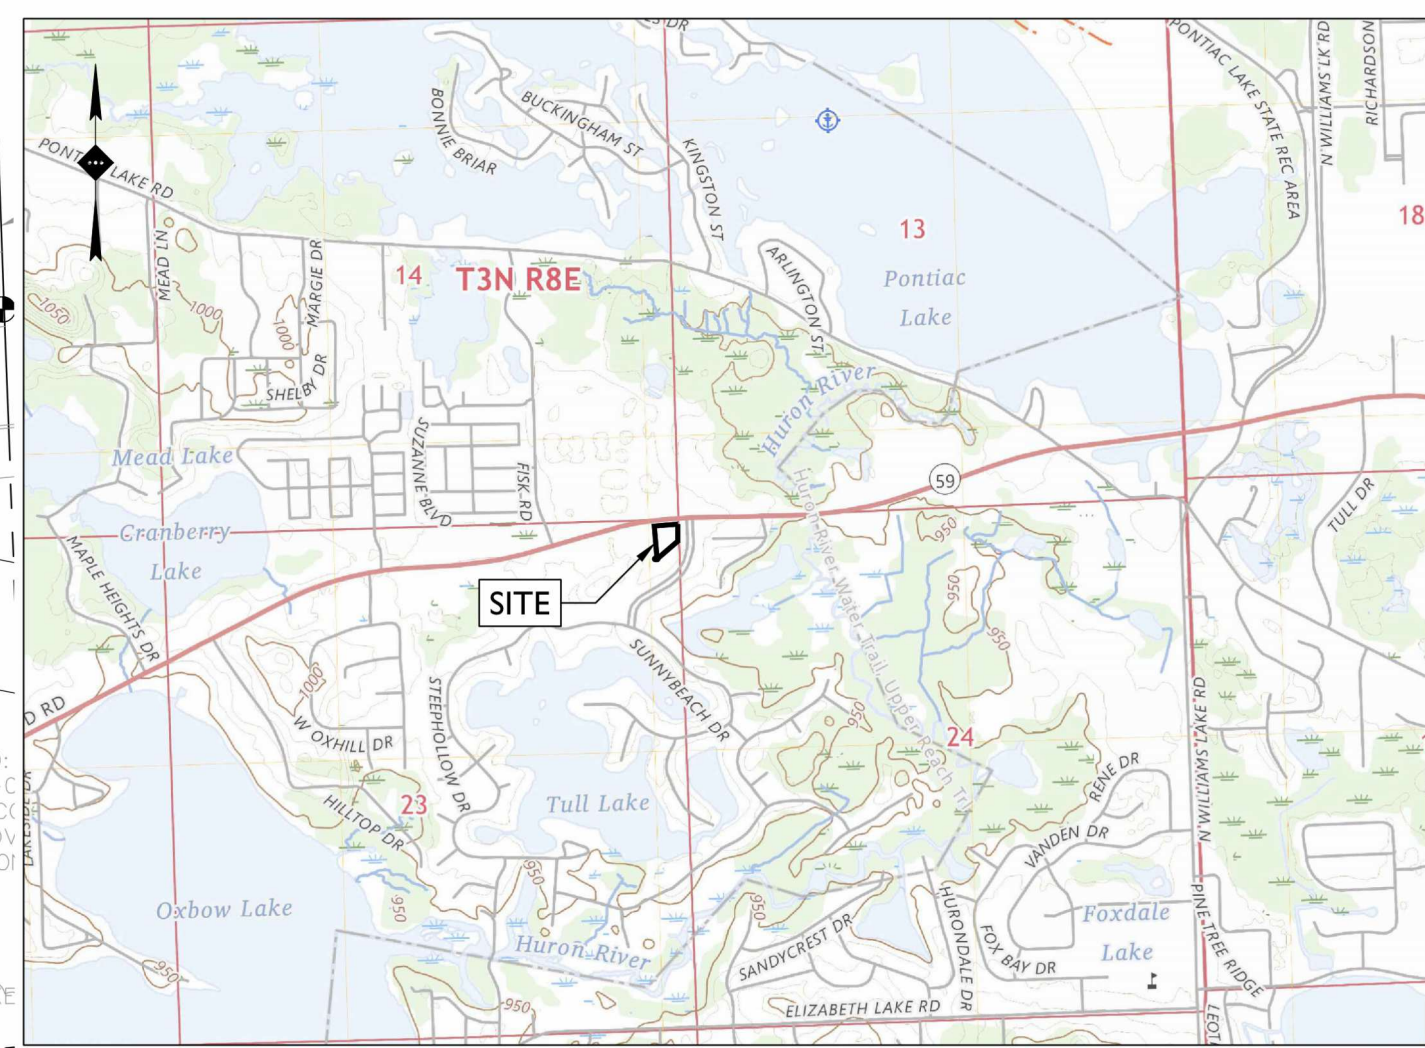 PONTIAC LAKE STATE REC AREA
N WILLIAMS LK RD
RICHARDSON
BONNIE BRIAR
BUCKINGHAM ST
KINGSTON ST
LAKE RD
MEAD LN
MARGIE DR
14
T3N R8E
13
18
Pontiac
Lake
ARLINGTON ST
1050
1000
1000
SHELBY DR
Huron River
Mead Lake
SUZANNE BLVD
FISK RD
59
TULL DR
Cranberry
Lake
MAPLE HEIGHTS DR
SITE
950
950
950
Huron River Water Trail, Upper Reach
SUNNYBEACH DR
1000
D RD
W OXHILL DR
STEEPHOLLOW DR
950
24
N WILLIAMS LAKE RD
RENE DR
23
Tull Lake
HILLTOP DR
VANDEN DR
950
950
950
Oxbow Lake
Huron River
SANDYCREST DR
HURONDALE DR
FOX BAY DR
Foxdale
Lake
PINE TREE RIDGE
950
950
ELIZABETH LAKE RD